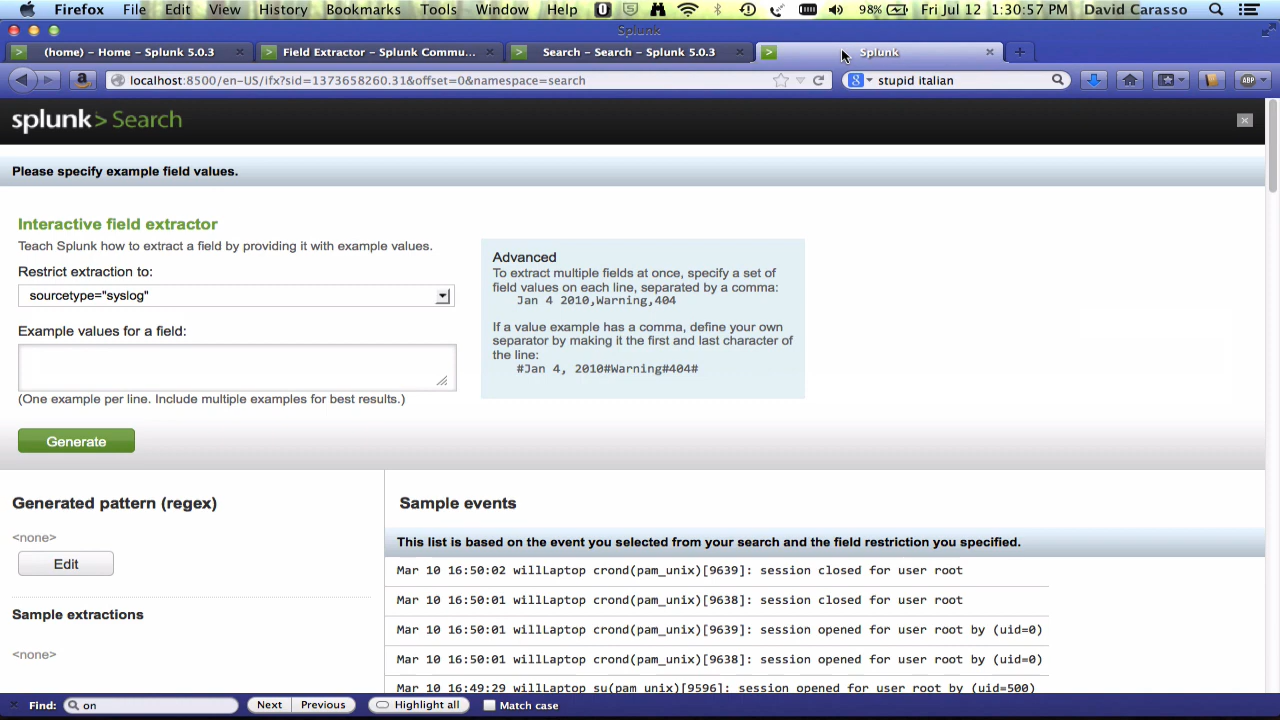 Firefox File Edit View History Bookmarks Tools Window Help 98% Fri Jul 12 1:30:57 PM David Carasso
Splunk
(home) – Home – Splunk 5.0.3
Field Extractor – Splunk Commu...
Search – Search – Splunk 5.0.3
Splunk
localhost:8500/en-US/ifx?sid=1373658260.31&offset=0&namespace=search
stupid italian
ABP
splunk> Search
Please specify example field values.
Interactive field extractor
Teach Splunk how to extract a field by providing it with example values.
Restrict extraction to:
sourcetype="syslog"
Example values for a field:
(One example per line. Include multiple examples for best results.)
Generate
Advanced
To extract multiple fields at once, specify a set of
field values on each line, separated by a comma:
Jan 4 2010,Warning,404
If a value example has a comma, define your own
separator by making it the first and last character of
the line:
#Jan 4, 2010#Warning#404#
Generated pattern (regex)
<none>
Edit
Sample extractions
<none>
Sample events
This list is based on the event you selected from your search and the field restriction you specified.
Mar 10 16:50:02 willLaptop crond(pam_unix)[9639]: session closed for user root
Mar 10 16:50:01 willLaptop crond(pam_unix)[9638]: session closed for user root
Mar 10 16:50:01 willLaptop crond(pam_unix)[9639]: session opened for user root by (uid=0)
Mar 10 16:50:01 willLaptop crond(pam_unix)[9638]: session opened for user root by (uid=0)
Mar 10 16:49:29 willLaptop su(pam_unix)[9596]: session opened for user root by (uid=500)
Find: on Next Previous Highlight all Match case